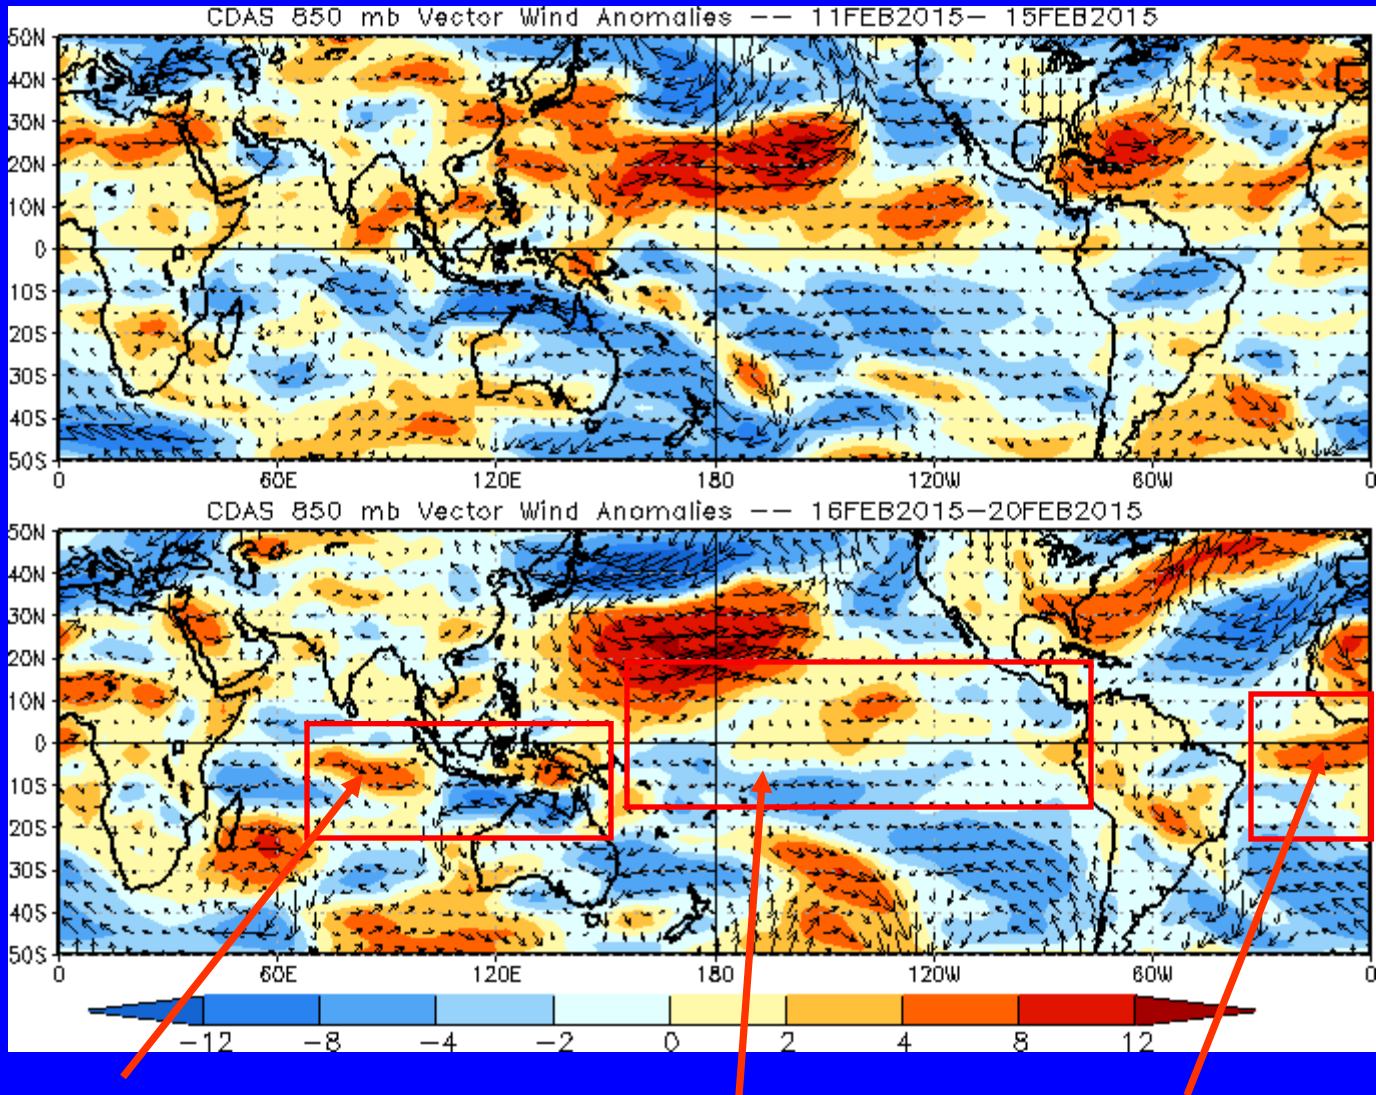 CDAS 850 mb Vector Wind Anomalies -- 11FEB2015- 15FEB2015
50N
40N
30N
20N
10N
0
10S
20S
30S
40S
50S
0 60E 120E 180 120W 60W 0
CDAS 850 mb Vector Wind Anomalies -- 16FEB2015-20FEB2015
50N
40N
30N
20N
10N
0
10S
20S
30S
40S
50S
0 60E 120E 180 120W 60W 0
-12 -8 -4 -2 0 2 4 8 12